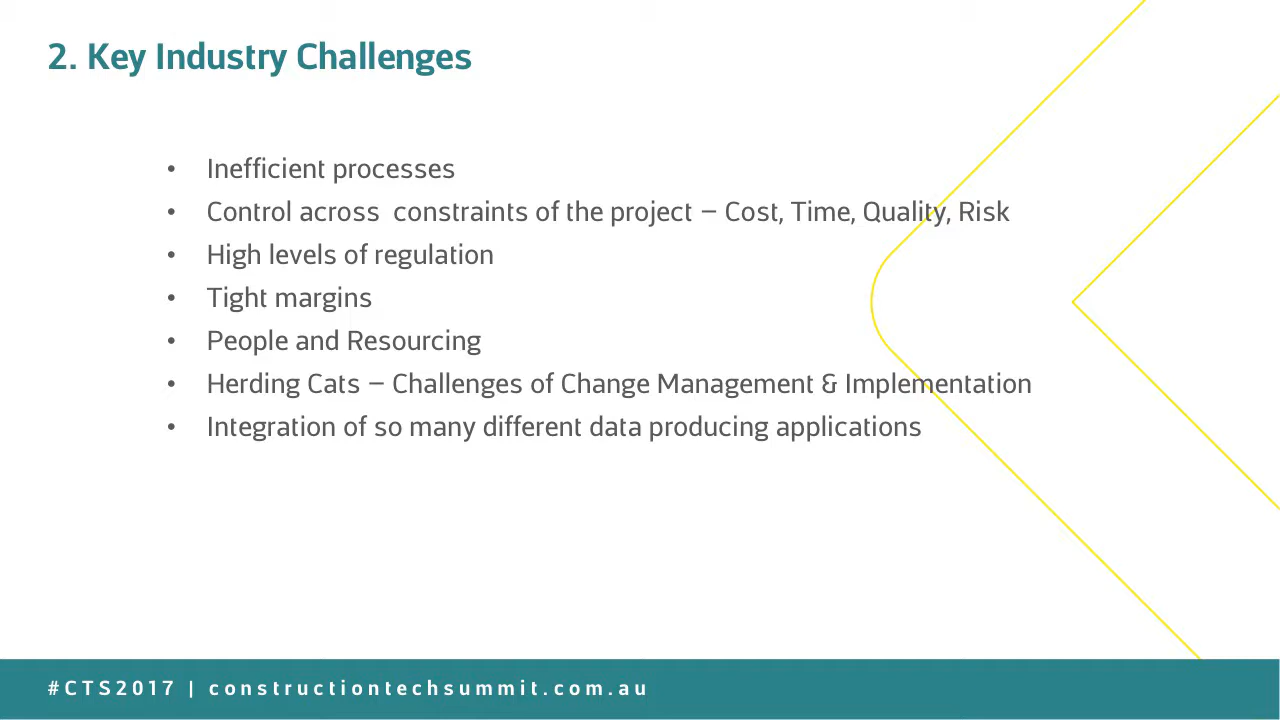 2. Key Industry Challenges
• Inefficient processes
• Control across  constraints of the project – Cost, Time, Quality, Risk
• High levels of regulation
• Tight margins
• People and Resourcing
• Herding Cats – Challenges of Change Management & Implementation
• Integration of so many different data producing applications
#CTS2017 | constructiontechsummit.com.au